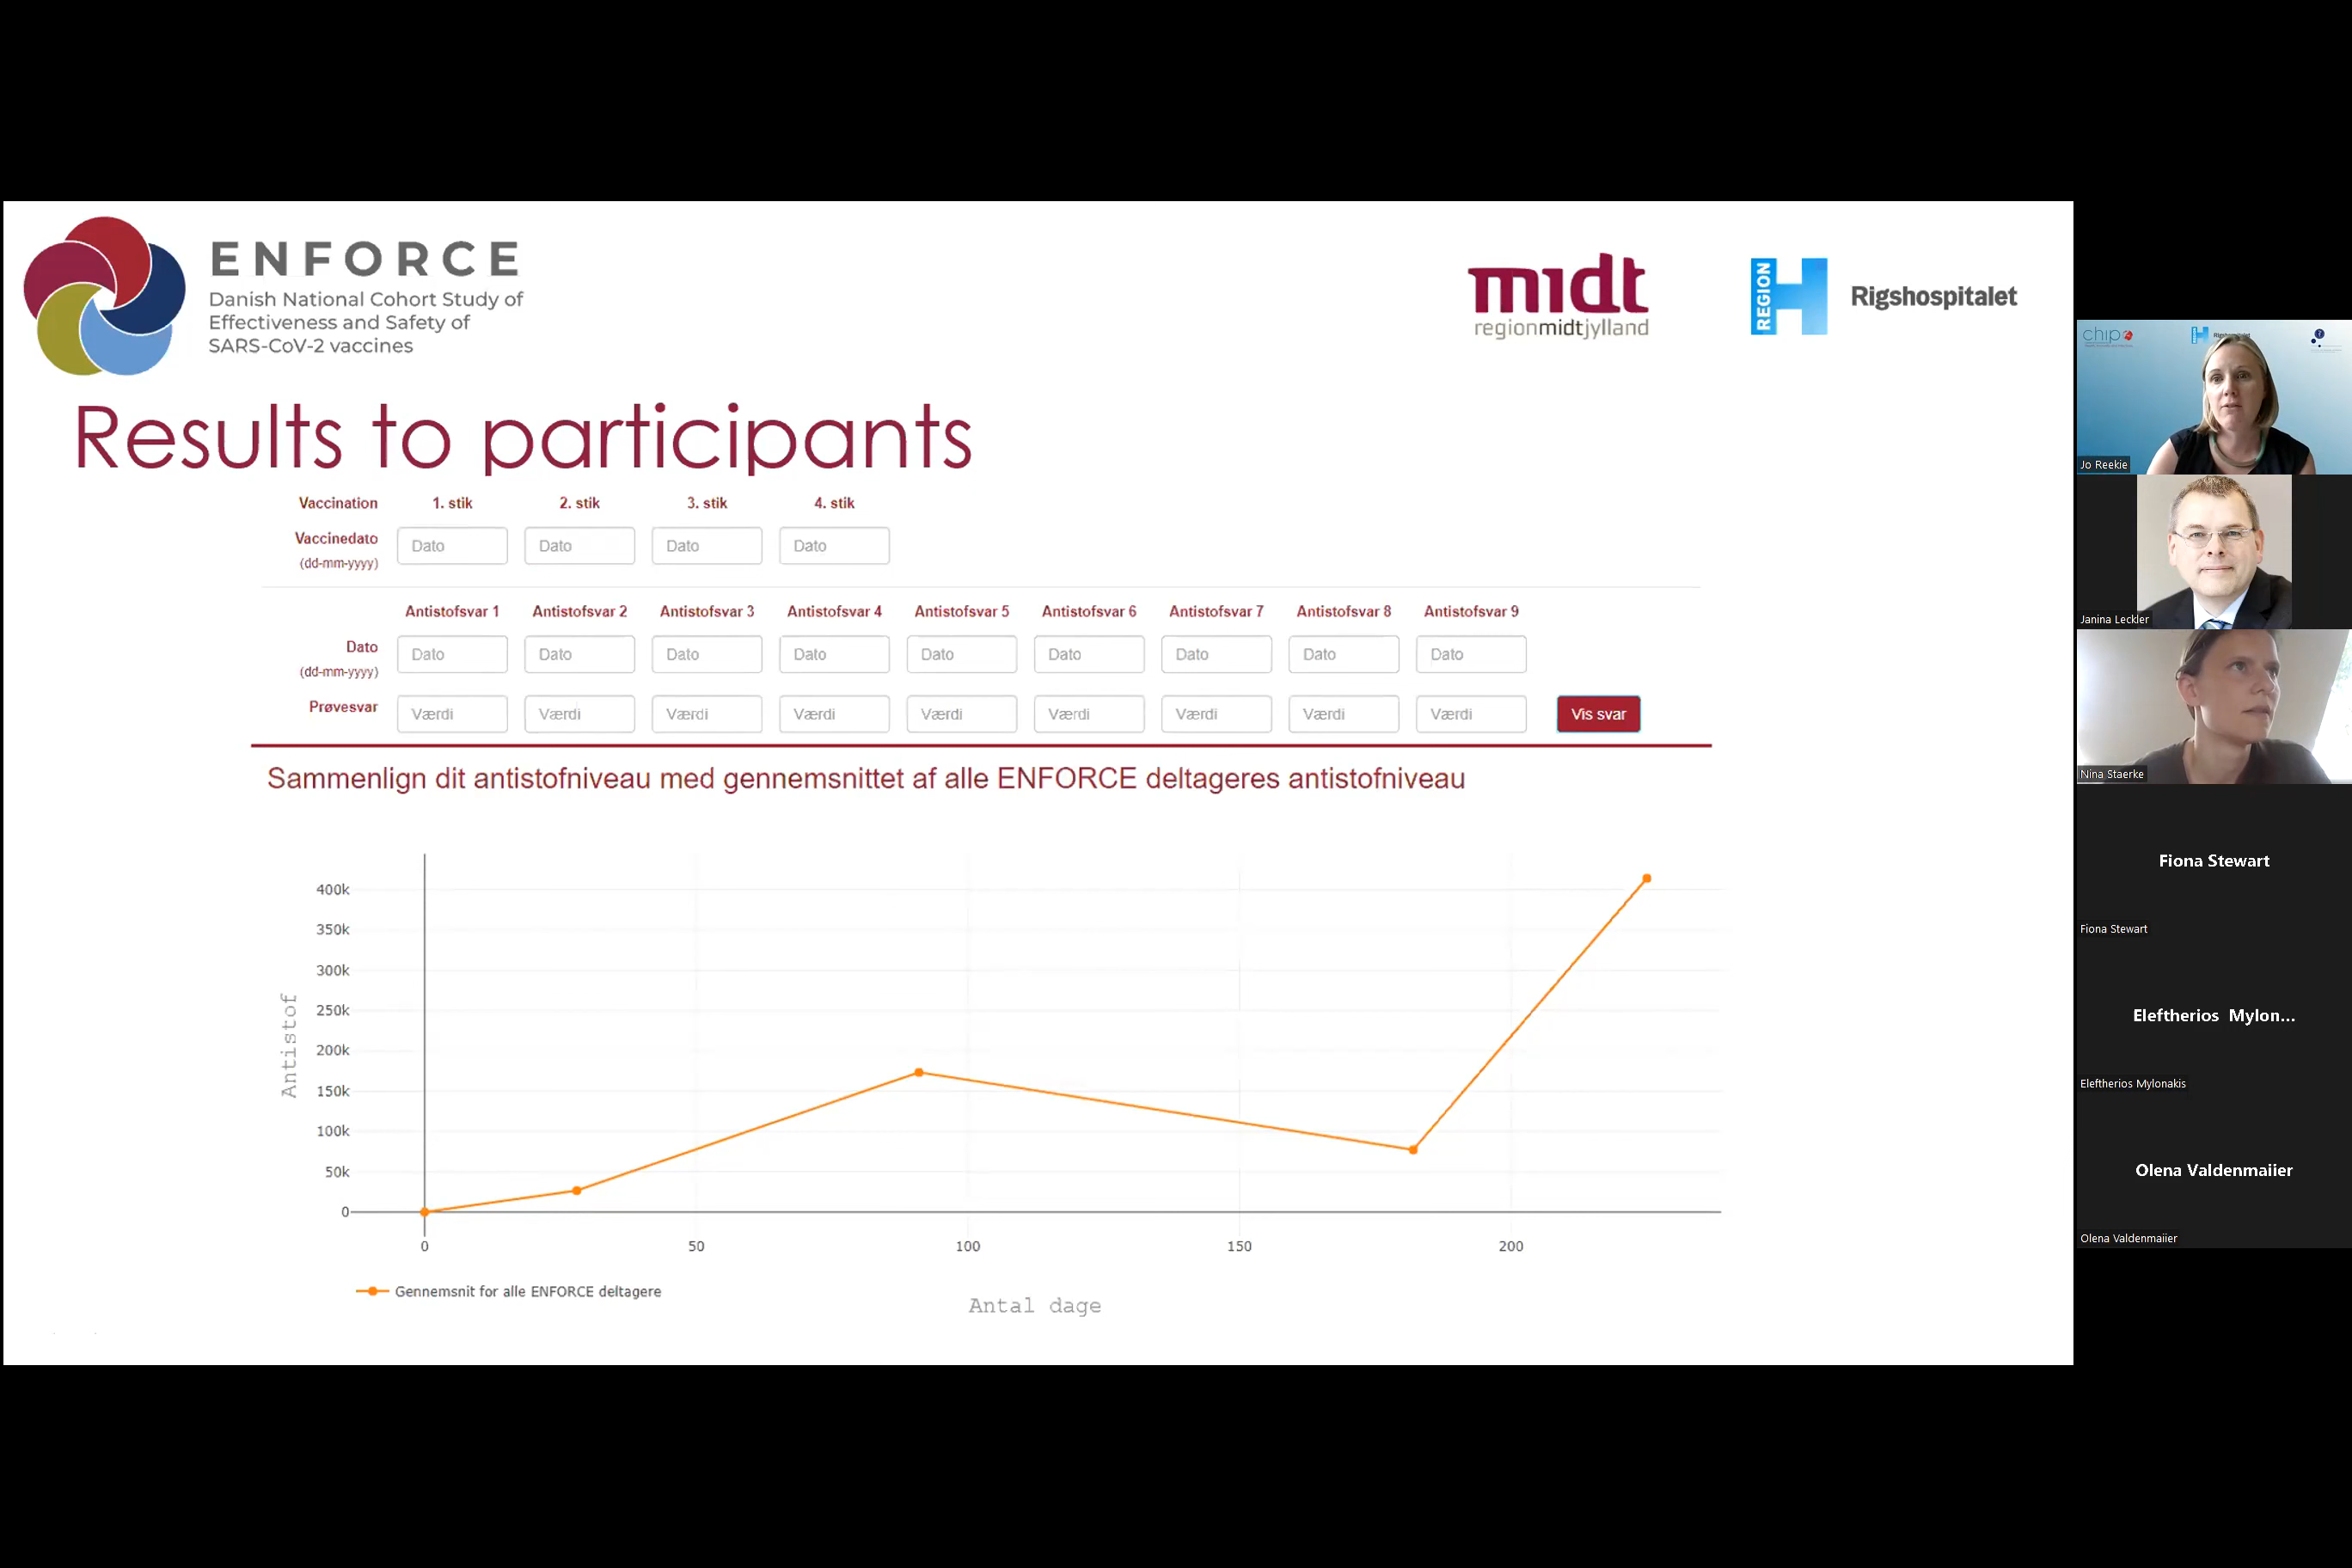 ENFORCE
Danish National Cohort Study of
Effectiveness and Safety of
SARS-CoV-2 vaccines
midt
regionmidtjylland
REGION H
Rigshospitalet
Results to participants
Vaccination 1. stik 2. stik 3. stik 4. stik
Vaccinedato Dato Dato Dato Dato
(dd-mm-yyyy)
Antistofsvar 1 Antistofsvar 2 Antistofsvar 3 Antistofsvar 4 Antistofsvar 5 Antistofsvar 6 Antistofsvar 7 Antistofsvar 8 Antistofsvar 9
Dato Dato Dato Dato Dato Dato Dato Dato Dato Dato
(dd-mm-yyyy)
Prøvesvar Værdi Værdi Værdi Værdi Værdi Værdi Værdi Værdi Værdi Vis svar
Sammenlign dit antistofniveau med gennemsnittet af alle ENFORCE deltageres antistofniveau
Antistof
400k
350k
300k
250k
200k
150k
100k
50k
0
0 50 100 150 200
Gennemsnit for alle ENFORCE deltagere
Antal dage
chip
Jo Reekie
Janina Leckler
Nina Staerke
Fiona Stewart
Fiona Stewart
Eleftherios Mylon...
Eleftherios Mylonakis
Olena Valdenmaiier
Olena Valdenmaiier